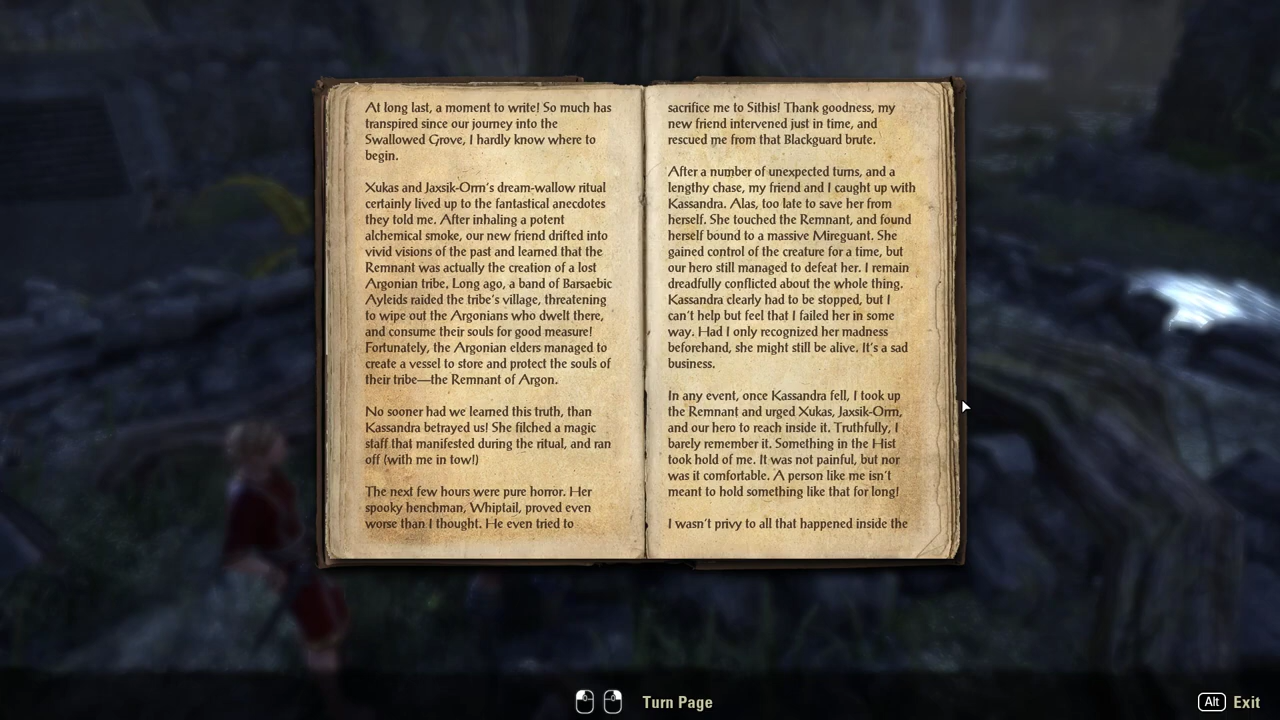 At long last, a moment to write! So much has
transpired since our journey into the
Swallowed Grove, I hardly know where to
begin.
Xukas and Jaxsik-Orrn's dream-wallow ritual
certainly lived up to the fantastical anecdotes
they told me. After inhaling a potent
alchemical smoke, our new friend drifted into
vivid visions of the past and learned that the
Remnant was actually the creation of a lost
Argonian tribe. Long ago, a band of Barsaebic
Ayleids raided the tribe's village, threatening
to wipe out the Argonians who dwelt there,
and consume their souls for good measure!
Fortunately, the Argonian elders managed to
create a vessel to store and protect the souls of
their tribe—the Remnant of Argon.
No sooner had we learned this truth, than
Kassandra betrayed us! She filched a magic
staff that manifested during the ritual, and ran
off (with me in tow!)
The next few hours were pure horror. Her
spooky henchman, Whiptail, proved even
worse than I thought. He even tried to
sacrifice me to Sithis! Thank goodness, my
new friend intervened just in time, and
rescued me from that Blackguard brute.
After a number of unexpected turns, and a
lengthy chase, my friend and I caught up with
Kassandra. Alas, too late to save her from
herself. She touched the Remnant, and found
herself bound to a massive Mireguant. She
gained control of the creature for a time, but
our hero still managed to defeat her. I remain
dreadfully conflicted about the whole thing.
Kassandra clearly had to be stopped, but I
can't help but feel that I failed her in some
way. Had I only recognized her madness
beforehand, she might still be alive. It's a sad
business.
In any event, once Kassandra fell, I took up
the Remnant and urged Xukas, Jaxsik-Orrn,
and our hero to reach inside it. Truthfully, I
barely remember it. Something in the Hist
took hold of me. It was not painful, but nor
was it comfortable. A person like me isn't
meant to hold something like that for long!
I wasn't privy to all that happened inside the
Turn Page
Alt Exit